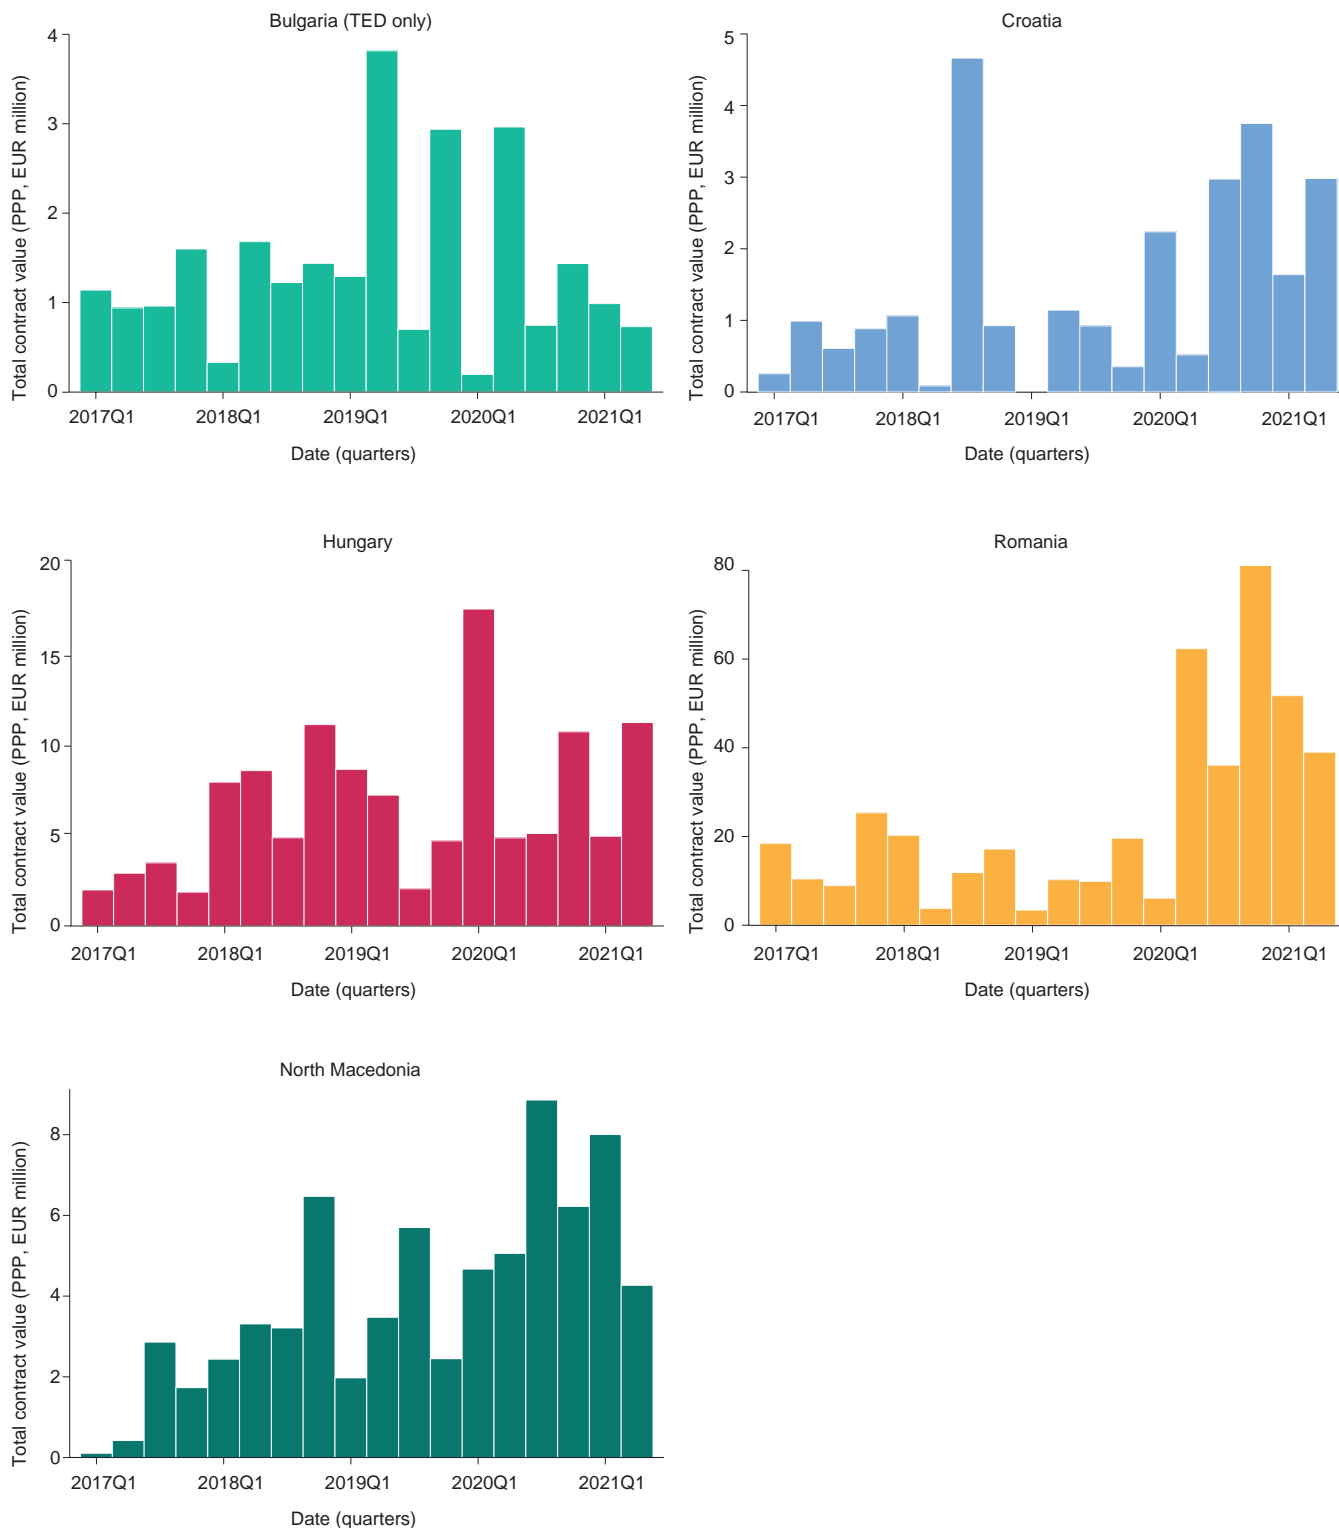 Bulgaria (TED only)
Total contract value (PPP, EUR million)
4
3
2
1
0
2017Q1 2018Q1 2019Q1 2020Q1 2021Q1
Date (quarters)
Croatia
Total contract value (PPP, EUR million)
5
4
3
2
1
0
2017Q1 2018Q1 2019Q1 2020Q1 2021Q1
Date (quarters)
Hungary
Total contract value (PPP, EUR million)
20
15
10
5
0
2017Q1 2018Q1 2019Q1 2020Q1 2021Q1
Date (quarters)
Romania
Total contract value (PPP, EUR million)
80
60
40
20
0
2017Q1 2018Q1 2019Q1 2020Q1 2021Q1
Date (quarters)
North Macedonia
Total contract value (PPP, EUR million)
8
6
4
2
0
2017Q1 2018Q1 2019Q1 2020Q1 2021Q1
Date (quarters)